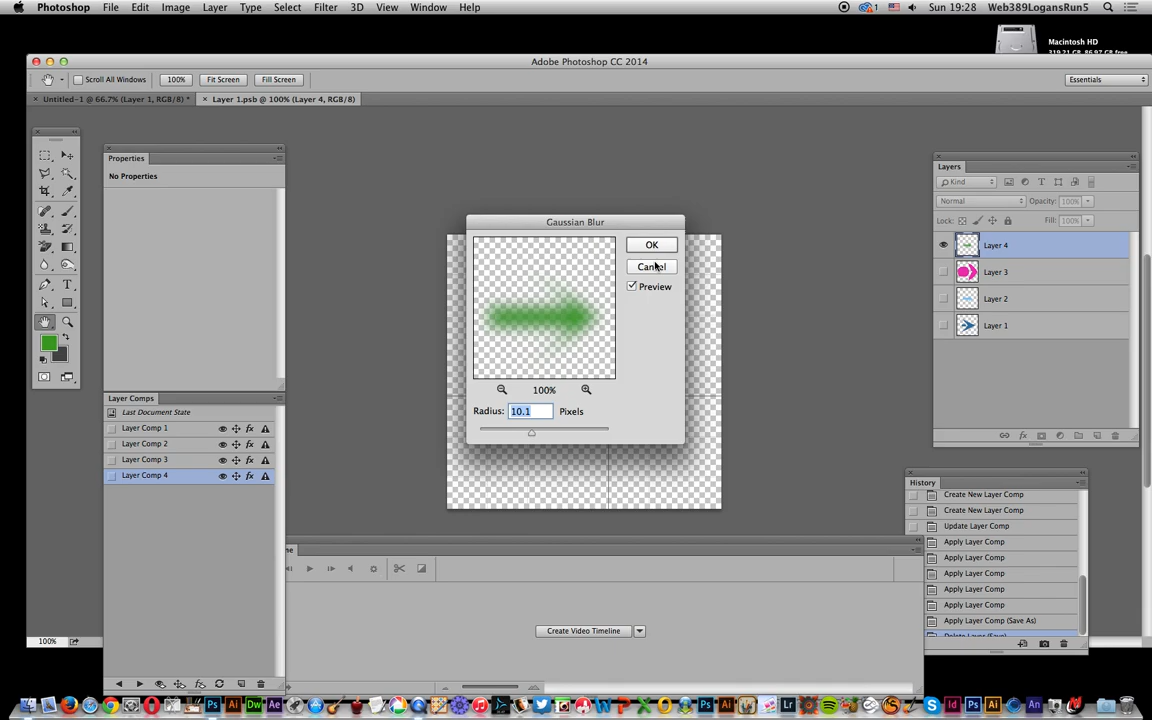 Photoshop File Edit Image Layer Type Select Filter 3D View Window Help 1 Sun 19:28 Web389LogansRun5
Macintosh HD
Adobe Photoshop CC 2014
Scroll All Windows 100% Fit Screen Fill Screen Essentials
× Untitled-1 @ 66.7% (Layer 1, RGB/8) * × Layer 1.psb @ 100% (Layer 4, RGB/8)
Properties
No Properties
Layers
Kind
Normal Opacity: 100%
Lock: Fill: 100%
Layer 4
Layer 3
Layer 2
Layer 1
Gaussian Blur
OK
Cancel
Preview
100%
Radius: 10.1 Pixels
Layer Comps
Last Document State
Layer Comp 1
Layer Comp 2
Layer Comp 3
Layer Comp 4
History
Create New Layer Comp
Create New Layer Comp
Update Layer Comp
Apply Layer Comp
Apply Layer Comp
Apply Layer Comp
Apply Layer Comp
Apply Layer Comp
Apply Layer Comp (Save As)
Create Video Timeline
100%